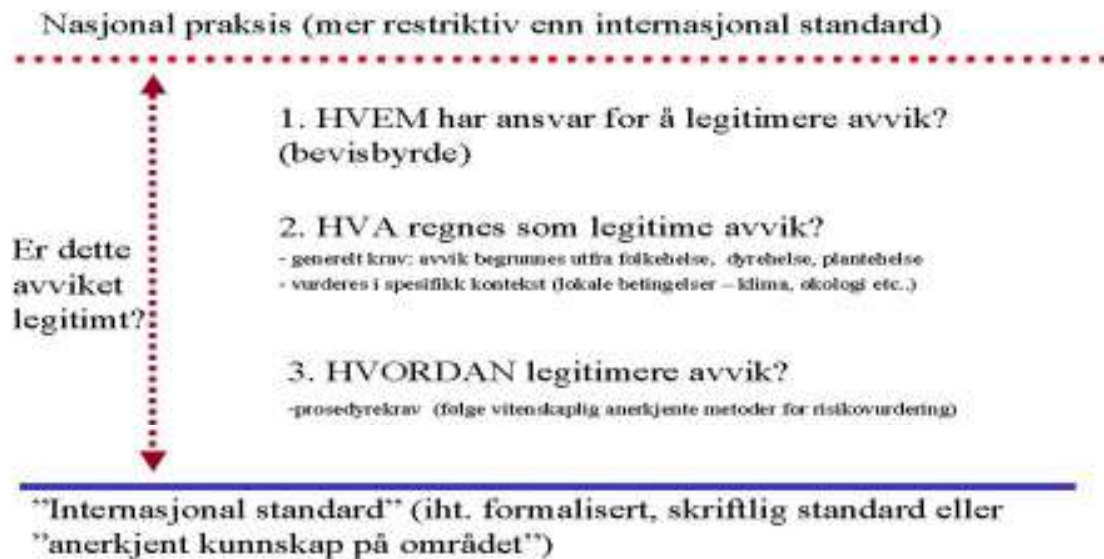 Nasjonal praksis (mer restriktiv enn internasjonal standard)
1. HVEM har ansvar for å legitimere avvik?
(bevisbyrde)
Er dette
avviket
legitimt?
2. HVA regnes som legitime avvik?
- generelt krav: avvik begrunnes utfra folkehelse, dyrehelse, plantehelse
- vurderes i spesifikk kontekst (lokale betingelser – klima, økologi etc..)
3. HVORDAN legitimere avvik?
-prosedyrekrav (følge vitenskaplig anerkjente metoder for risikovurdering)
”Internasjonal standard” (iht. formalisert, skriftlig standard eller
”anerkjent kunnskap på området”)